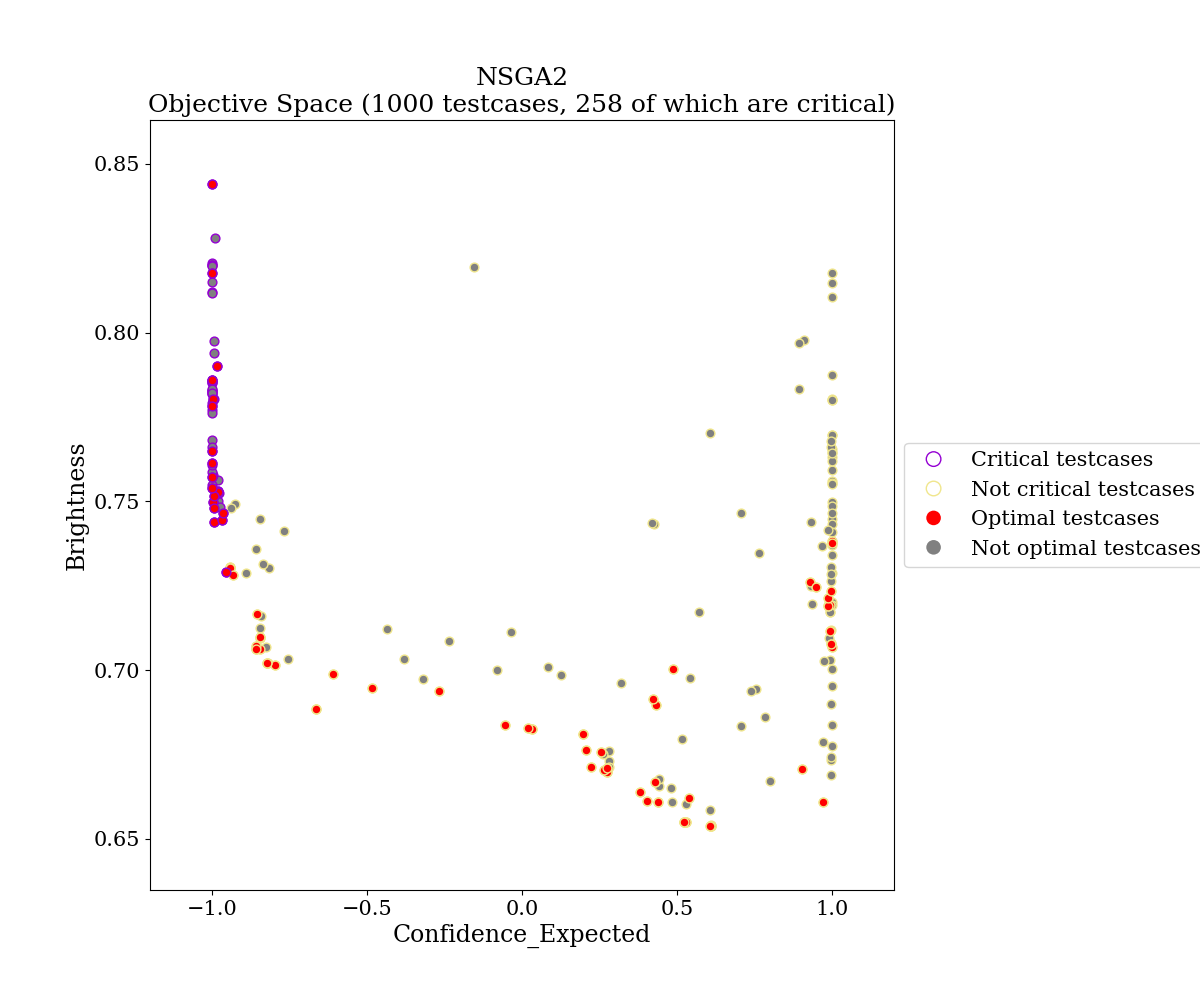 NSGA2
Objective Space (1000 testcases, 258 of which are critical)
0.85
0.80
0.75
0.70
0.65
Brightness
−1.0
−0.5
0.0
0.5
1.0
Confidence_Expected
Critical testcases
Not critical testcases
Optimal testcases
Not optimal testcases